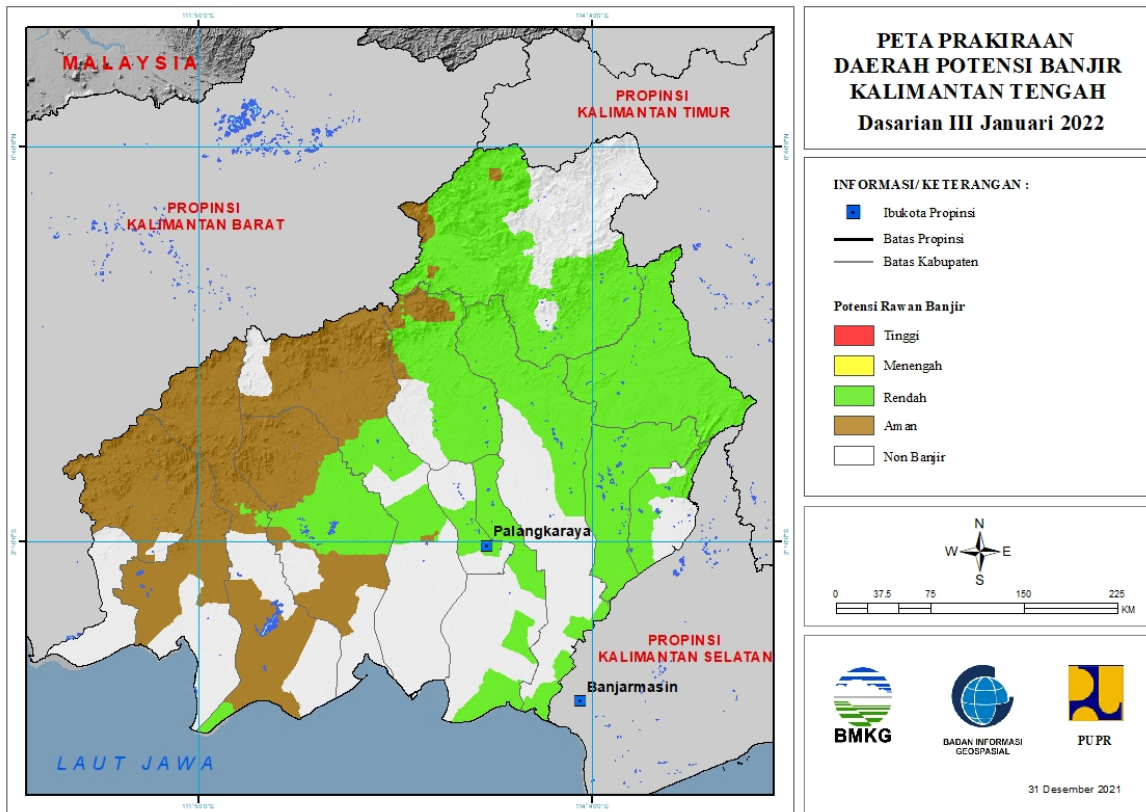 PETA PRAKIRAAN
DAERAH POTENSI BANJIR
KALIMANTAN TENGAH
Dasarian III Januari 2022
INFORMASI/KETERANGAN :
Ibukota Propinsi
Batas Propinsi
Batas Kabupaten
Potensi Rawan Banjir
Tinggi
Menengah
Rendah
Aman
Non Banjir
N
W E
S
0 37.5 75 150 225
KM
BMKG
BADAN INFORMASI
GEOSPASIAL
PUPR
31 Desember 2021
MALAYSIA
PROPINSI
KALIMANTAN TIMUR
PROPINSI
KALIMANTAN BARAT
Palangkaraya
PROPINSI
KALIMANTAN SELATAN
Banjarmasin
LAUT JAWA